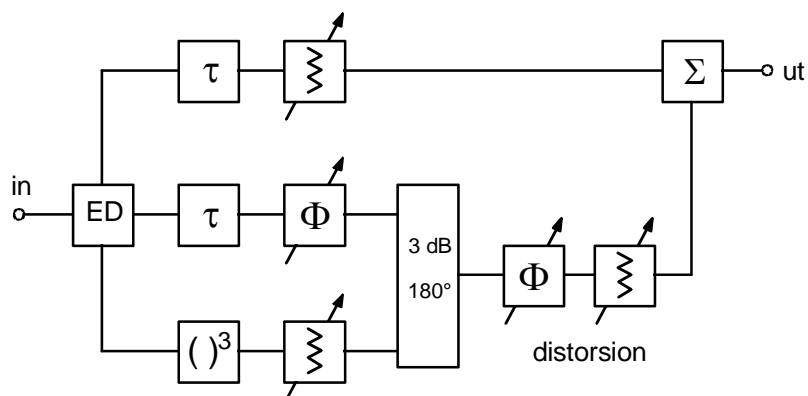 τ
Σ
ut
in
ED
τ
Φ
3 dB
180°
Φ
( )³
distorsion